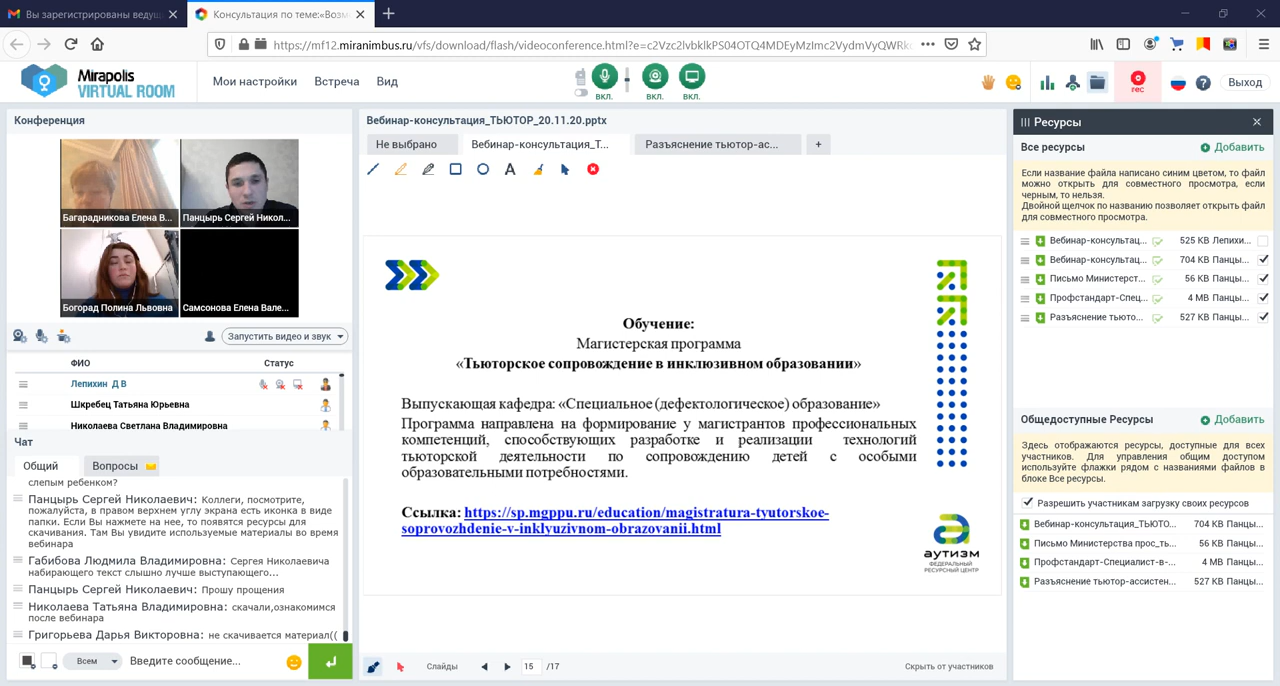 Вы зарегистрированы ведущ
Консультация по теме:«Возм
https://mf12.miranimbus.ru/vfs/download/flash/videoconference.html?
Mirapolis
VIRTUAL ROOM
Мои настройки
Встреча
Вид
вкл.
вкл.
вкл.
rec
Выход
Конференция
Багарадникова Елена В...
Панцырь Сергей Никол...
Богорад Полина Львовна
Самсонова Елена Вале...
Запустить видео и звук
ФИО
Статус
Лепихин Д В
Шкребец Татьяна Юрьевна
Николаева Светлана Владимировна
Чат
Общий
Вопросы
слепым ребенком?
Панцырь Сергей Николаевич: Коллеги, посмотрите,
пожалуйста, в правом верхнем углу экрана есть иконка в виде
папки. Если Вы нажмете на нее, то появятся ресурсы для
скачивания. Там Вы увидите используемые материалы во время
вебинара
Габибова Людмила Владимировна: Сергея Николаевича
набирающего текст слышно лучше выступающего...
Панцырь Сергей Николаевич: Прошу прощения
Николаева Татьяна Владимировна: скачали,ознакомимся
после вебинара
Григорьева Дарья Викторовна: не скачивается материал((
Всем
Введите сообщение...
Вебинар-консультация_ТЬЮТОР_20.11.20.pptx
Не выбрано
Вебинар-консультация_Т...
Разъяснение тьютор-ас...
+
A
Обучение:
Магистерская программа
«Тьюторское сопровождение в инклюзивном образовании»
Выпускающая кафедра: «Специальное (дефектологическое) образование»
Программа направлена на формирование у магистрантов профессиональных
компетенций, способствующих разработке и реализации технологий
тьюторской деятельности по сопровождению детей с особыми
образовательными потребностями.
Ссылка: https://sp.mgppu.ru/education/magistratura-tyutorskoe-
soprovozhdenie-v-inklyuzivnom-obrazovanii.html
аутизм
ФЕДЕРАЛЬНЫЙ
РЕСУРСНЫЙ ЦЕНТР
Слайды
15
/17
Скрыть от участников
Ресурсы
Все ресурсы
Добавить
Если название файла написано синим цветом, то файл
можно открыть для совместного просмотра, если
черным, то нельзя.
Двойной щелчок по названию позволяет открыть файл
для совместного просмотра.
Вебинар-консультац... 525 KB Лепихи...
Вебинар-консультац... 704 KB Панцы...
Письмо Министерст... 56 KB Панцы...
Профстандарт-Спец... 4 MB Панцы...
Разъяснение тьюто... 527 KB Панцы...
Общедоступные Ресурсы
Добавить
Здесь отображаются ресурсы, доступные для всех
участников. Для управления общим доступом
используйте флажки рядом с названиями файлов в
блоке Все ресурсы.
Разрешить участникам загрузку своих ресурсов
Вебинар-консультация_ТЬЮТО... 704 KB Панцы...
Письмо Министерства прос_ть... 56 KB Панцы...
Профстандарт-Специалист-в-... 4 MB Панцы...
Разъяснение тьютор-ассистен... 527 KB Панцы...